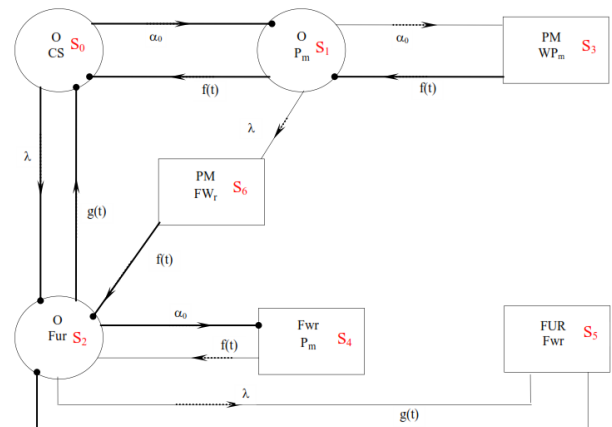 α₀
α₀
O
CS S₀
O
Pₘ S₁
PM
WPₘ S₃
f(t)
f(t)
λ
λ
PM
FWᵣ S₆
g(t)
f(t)
O
Fur S₂
α₀
Fwr
Pₘ S₄
f(t)
FUR
Fwr S₅
λ
g(t)